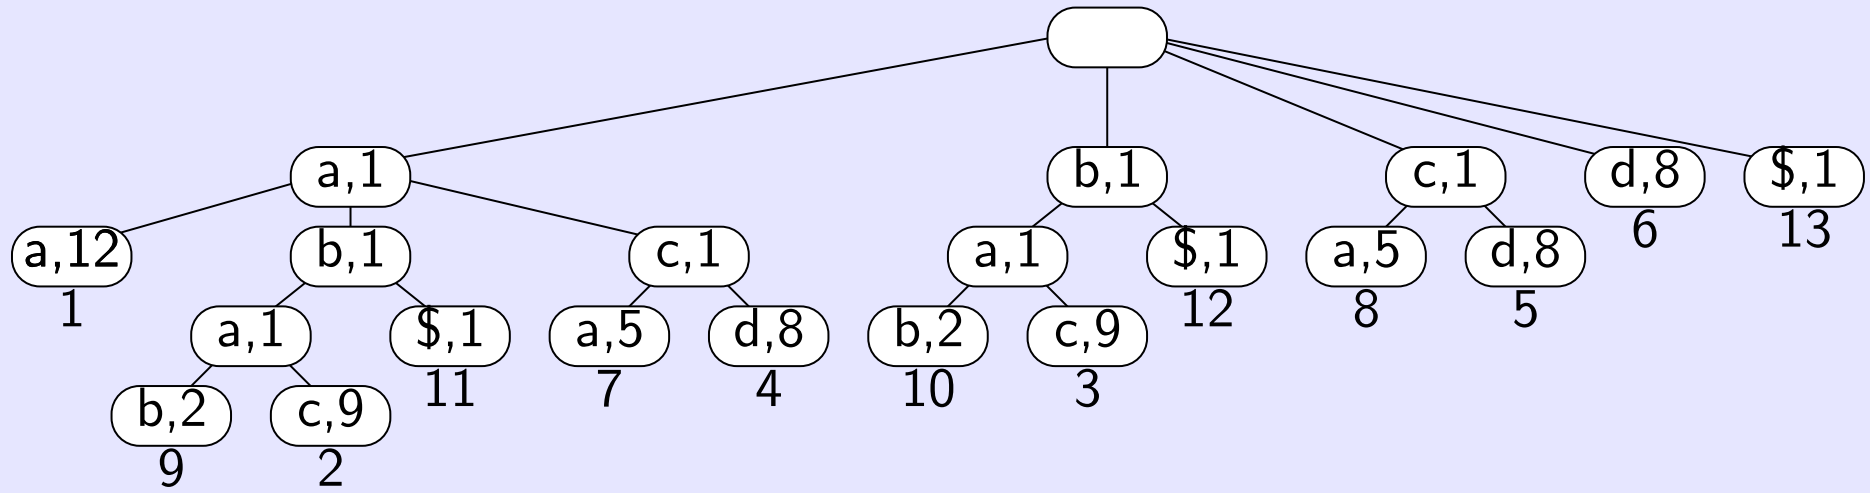 a,1 b,1 c,1 d,8 $,1
6 13
a,12 b,1 c,1 a,1 $,1 a,5 d,8
1 12 8 5
a,1 $,1 a,5 d,8 b,2 c,9
11 7 4 10 3
b,2 c,9
9 2